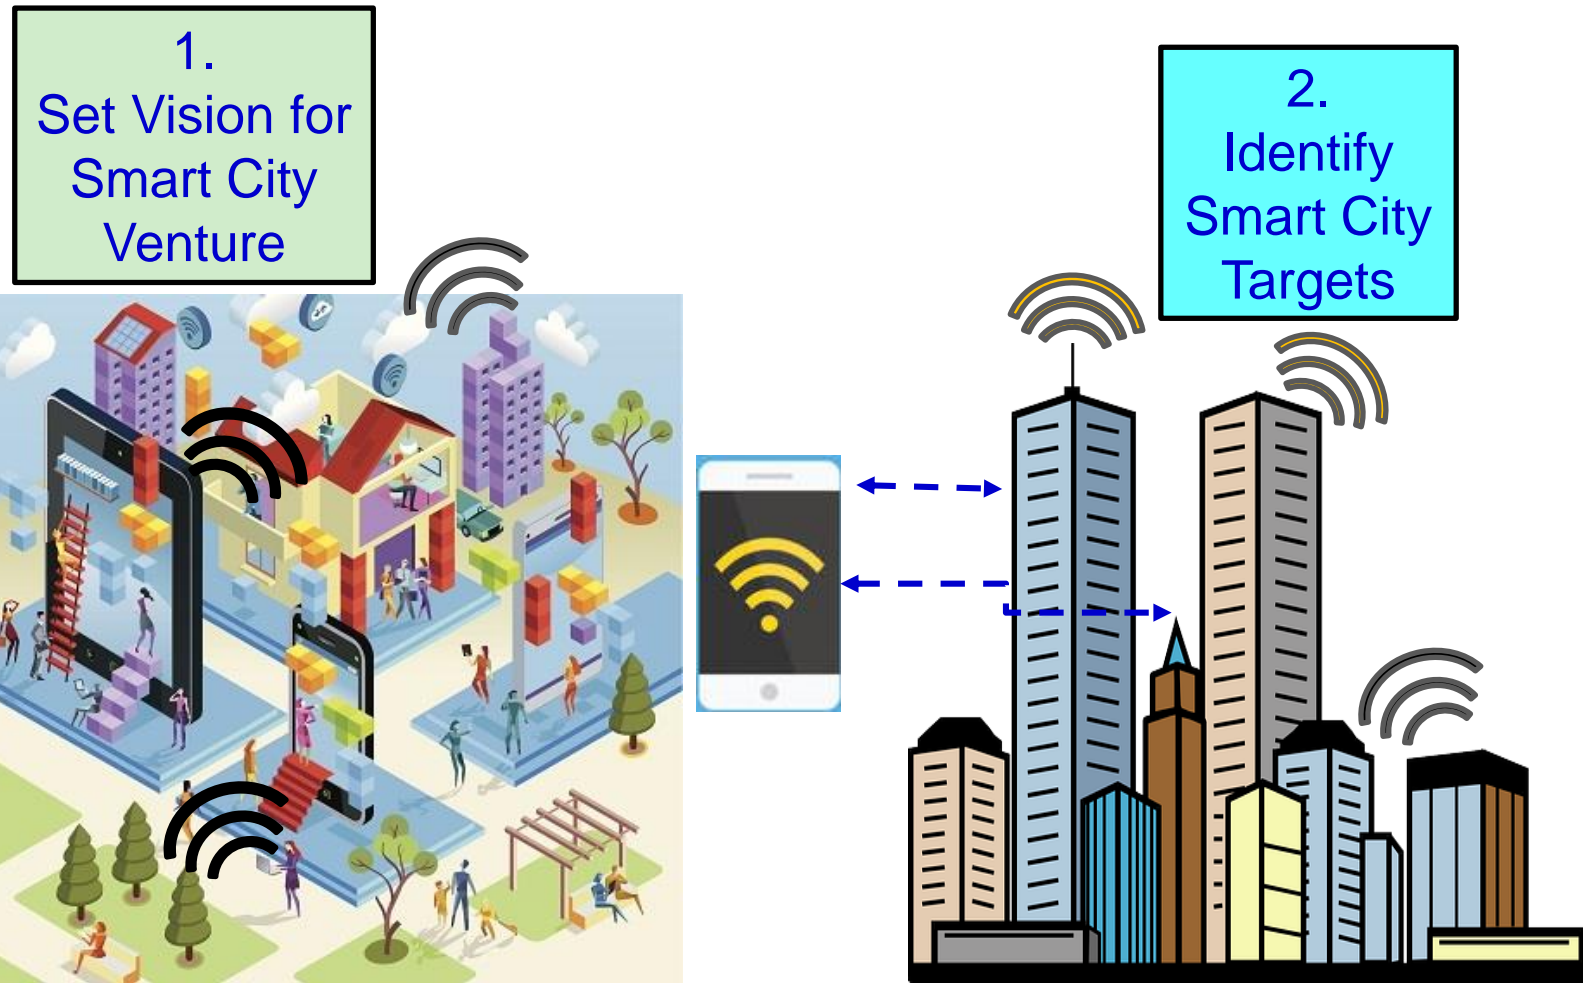 1.
Set Vision for
Smart City
Venture
2.
Identify
Smart City
Targets